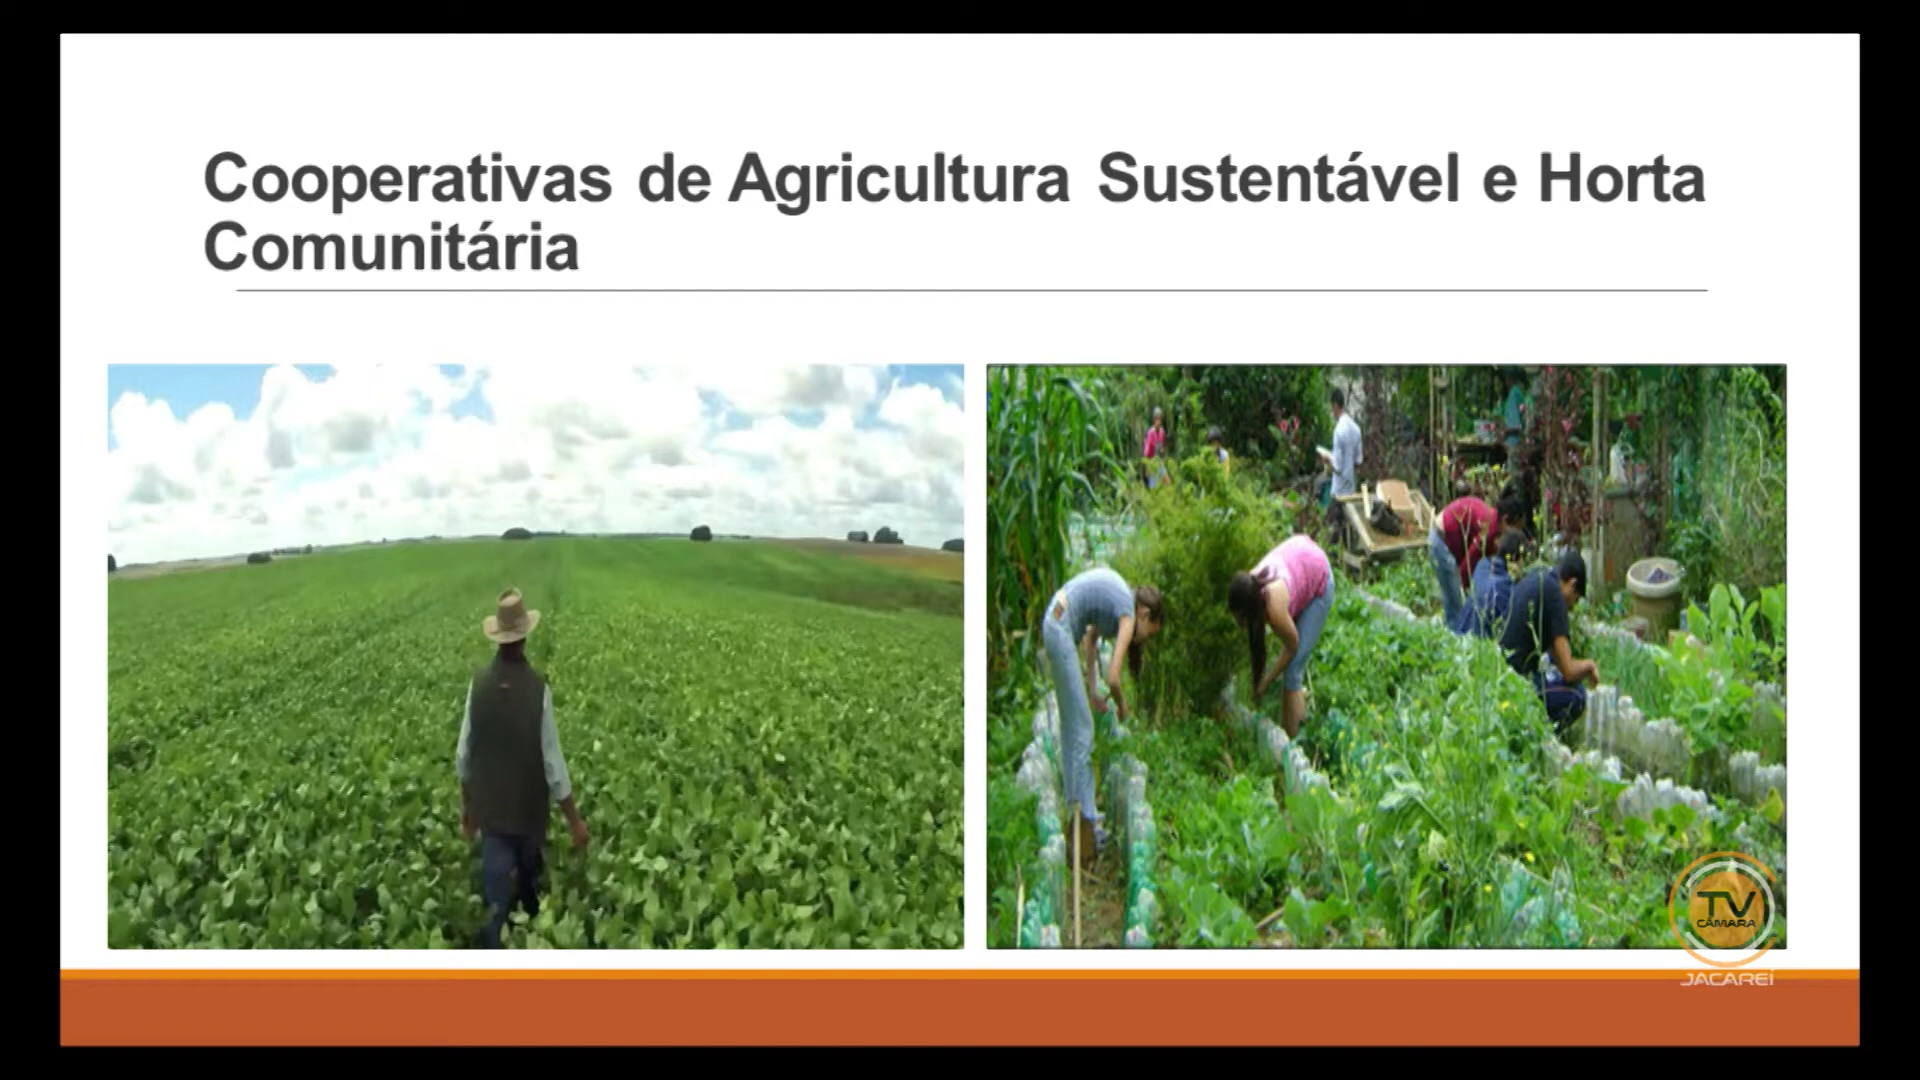 Cooperativas de Agricultura Sustentável e Horta
Comunitária
TV
CÂMARA
JACAREÍ